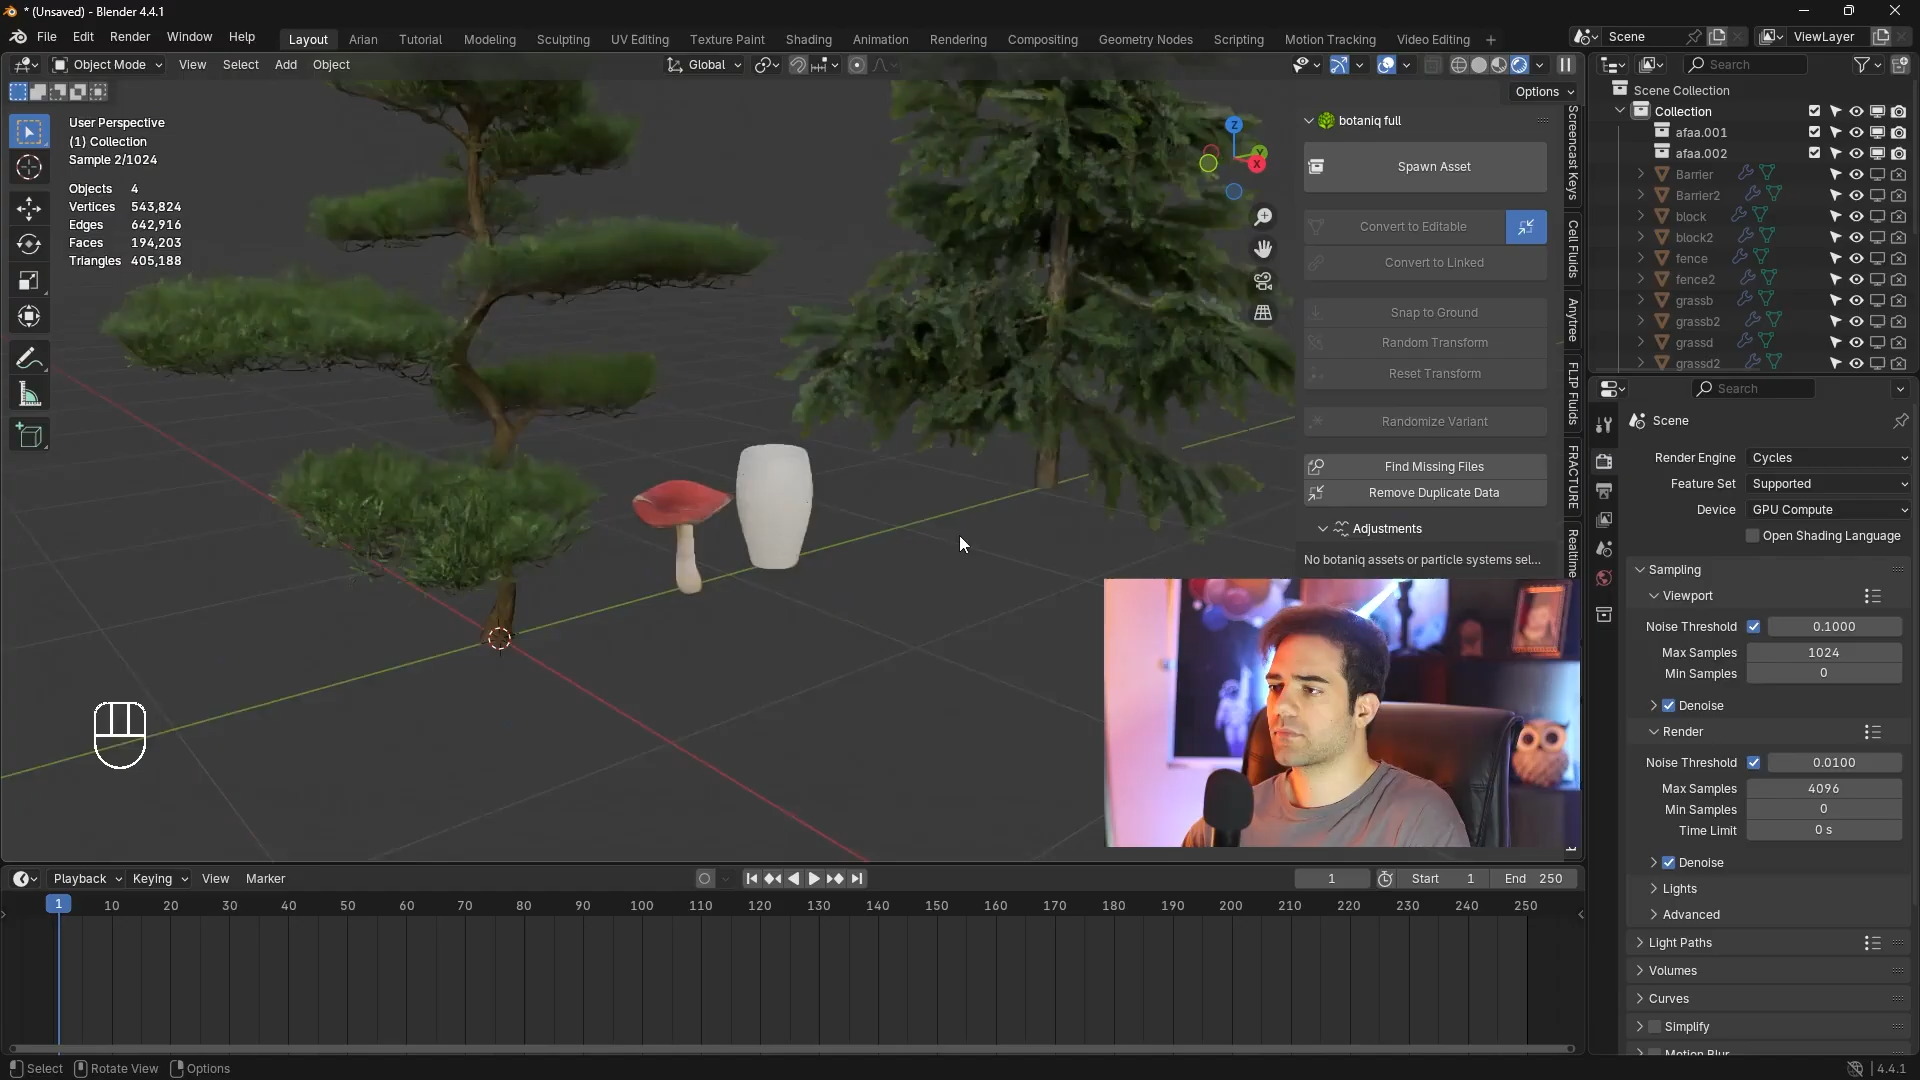 * (Unsaved) - Blender 4.4.1
File Edit Render Window Help
Layout Arian Tutorial Modeling Sculpting UV Editing Texture Paint Shading Animation Rendering Compositing Geometry Nodes Scripting Motion Tracking Video Editing +
Scene
ViewLayer
Object Mode View Select Add Object
Global
Search
Options
User Perspective
(1) Collection
Sample 2/1024
Objects 4
Vertices 543,824
Edges 642,916
Faces 194,203
Triangles 405,188
Z
Y
X
botaniq full
Spawn Asset
Convert to Editable
Convert to Linked
Snap to Ground
Random Transform
Reset Transform
Randomize Variant
Find Missing Files
Remove Duplicate Data
Adjustments
No botaniq assets or particle systems sel...
Screencast Keys
Cell Fluids
Anytree
FLIP Fluids
FRACTURE
Realtime
Scene Collection
Collection
afaa.001
afaa.002
Barrier
Barrier2
block
block2
fence
fence2
grassb
grassb2
grassd
grassd2
Search
Scene
Render Engine Cycles
Feature Set Supported
Device GPU Compute
Open Shading Language
Sampling
Viewport
Noise Threshold 0.1000
Max Samples 1024
Min Samples 0
Denoise
Render
Noise Threshold 0.0100
Max Samples 4096
Min Samples 0
Time Limit 0 s
Denoise
Lights
Advanced
Light Paths
Volumes
Curves
Simplify
Motion Blur
Playback Keying View Marker
1 Start 1 End 250
1 10 20 30 40 50 60 70 80 90 100 110 120 130 140 150 160 170 180 190 200 210 220 230 240 250
Select Rotate View Options
4.4.1